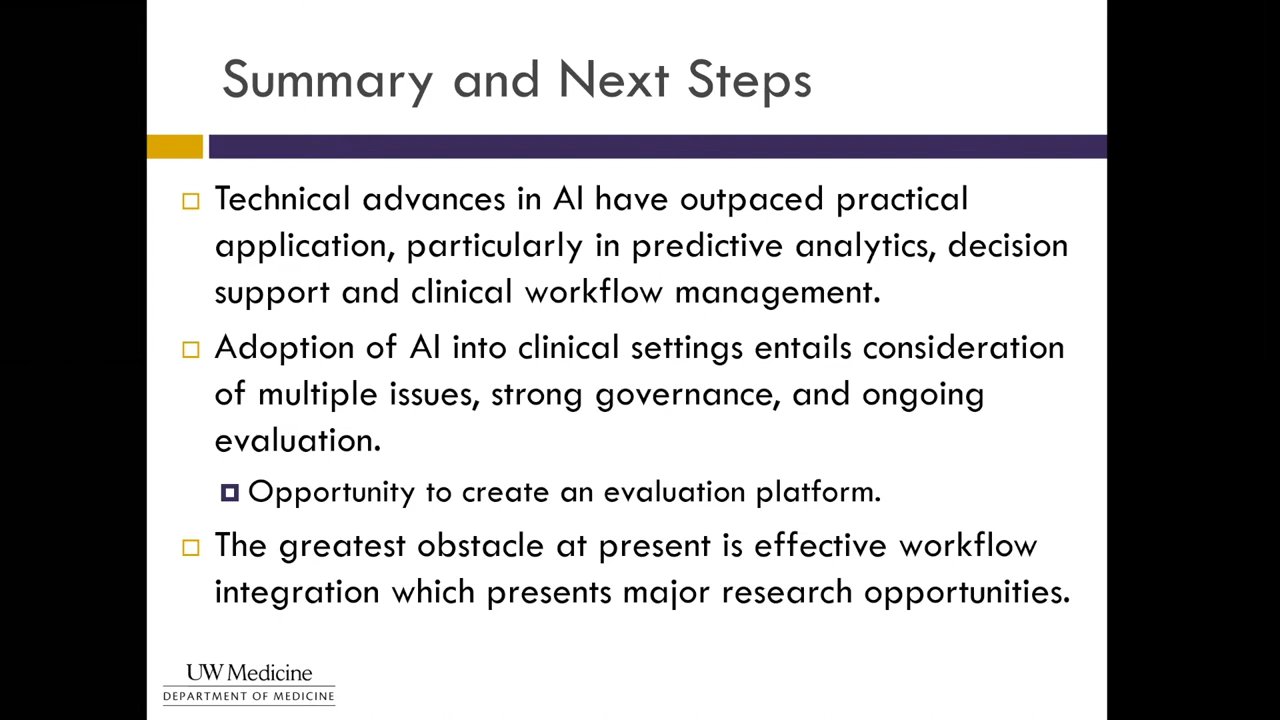 Summary and Next Steps
Technical advances in AI have outpaced practical
application, particularly in predictive analytics, decision
support and clinical workflow management.
Adoption of AI into clinical settings entails consideration
of multiple issues, strong governance, and ongoing
evaluation.
Opportunity to create an evaluation platform.
The greatest obstacle at present is effective workflow
integration which presents major research opportunities.
UW Medicine
DEPARTMENT OF MEDICINE